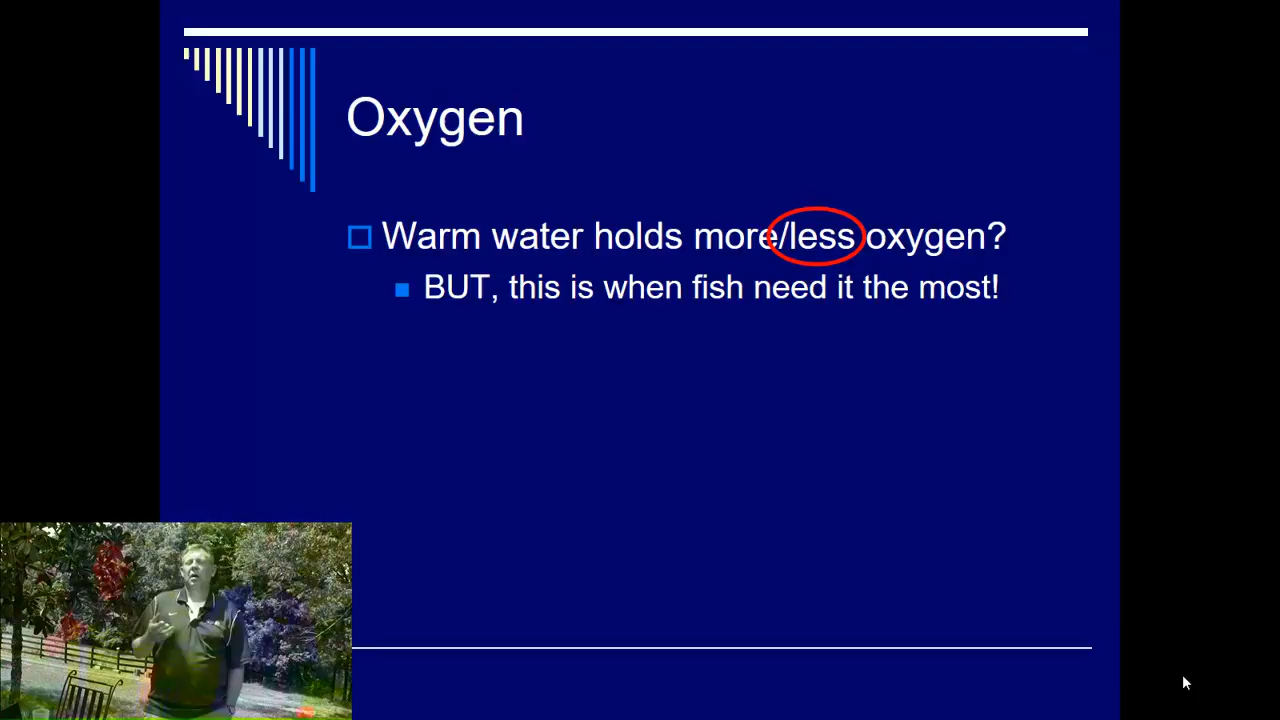 Oxygen
Warm water holds more/less oxygen?
BUT, this is when fish need it the most!